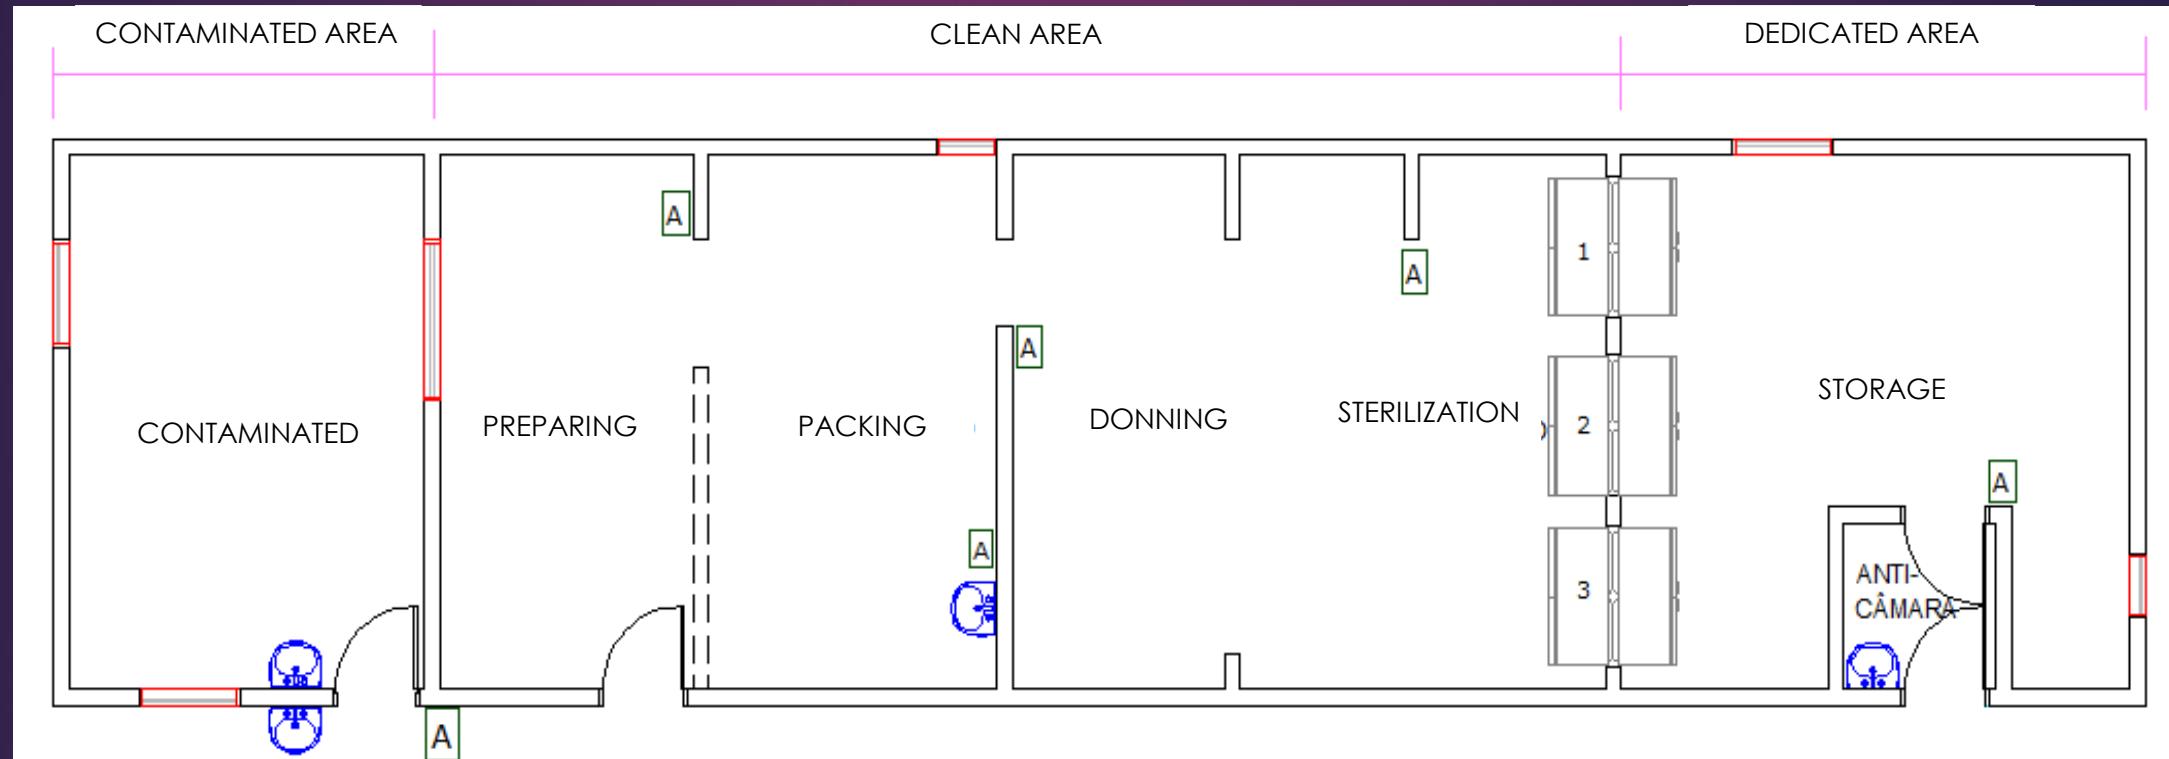 CONTAMINATED AREA
CLEAN AREA
DEDICATED AREA
A
A
1
A
CONTAMINATED
PREPARING
PACKING
DONNING
STERILIZATION
2
STORAGE
A
A
3
ANTI-
CÂMARA
A